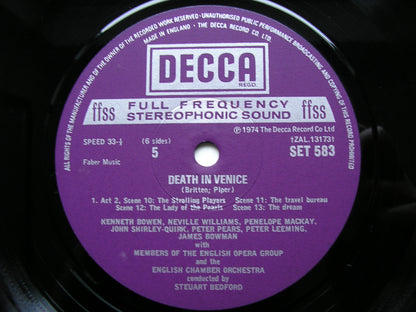 ALL RIGHTS OF THE MANUFACTURER AND OF THE OWNER OF THE RECORDED WORK RESERVED · UNAUTHORISED PUBLIC PERFORMANCE BROADCASTING AND COPYING OF THIS RECORD PROHIBITED
MADE IN ENGLAND · THE DECCA RECORD CO. LTD.
DECCA
REGD.
ffss FULL FREQUENCY ffss
STEREOPHONIC SOUND
SPEED 33-⅓ (6 sides) ℗ 1974 The Decca Record Co Ltd †ZAL.13173†
5 SET 583
Faber Music
DEATH IN VENICE
(Britten; Piper)
1. Act 2, Scene 10: The Strolling Players Scene 11: The travel bureau
Scene 12: The Lady of the Pearls Scene 13: The dream
KENNETH BOWEN, NEVILLE WILLIAMS, PENELOPE MACKAY,
JOHN SHIRLEY-QUIRK, PETER PEARS, PETER LEEMING,
JAMES BOWMAN
with
MEMBERS OF THE ENGLISH OPERA GROUP
and the
ENGLISH CHAMBER ORCHESTRA
conducted by
STEUART BEDFORD